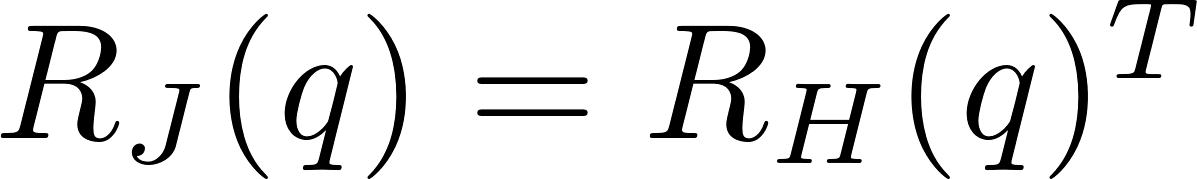 R_J(q) = R_H(q)^T